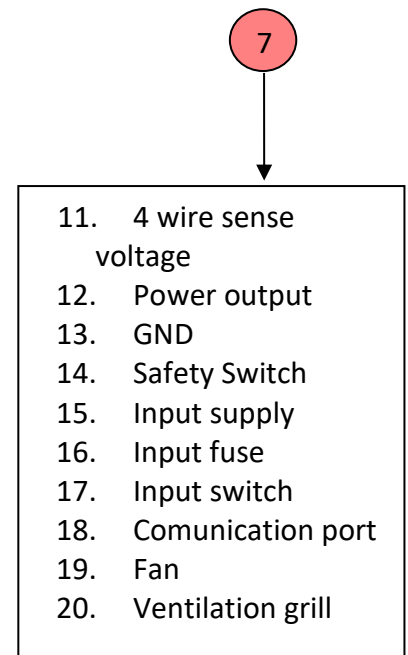 7
11. 4 wire sense
voltage
12. Power output
13. GND
14. Safety Switch
15. Input supply
16. Input fuse
17. Input switch
18. Comunication port
19. Fan
20. Ventilation grill